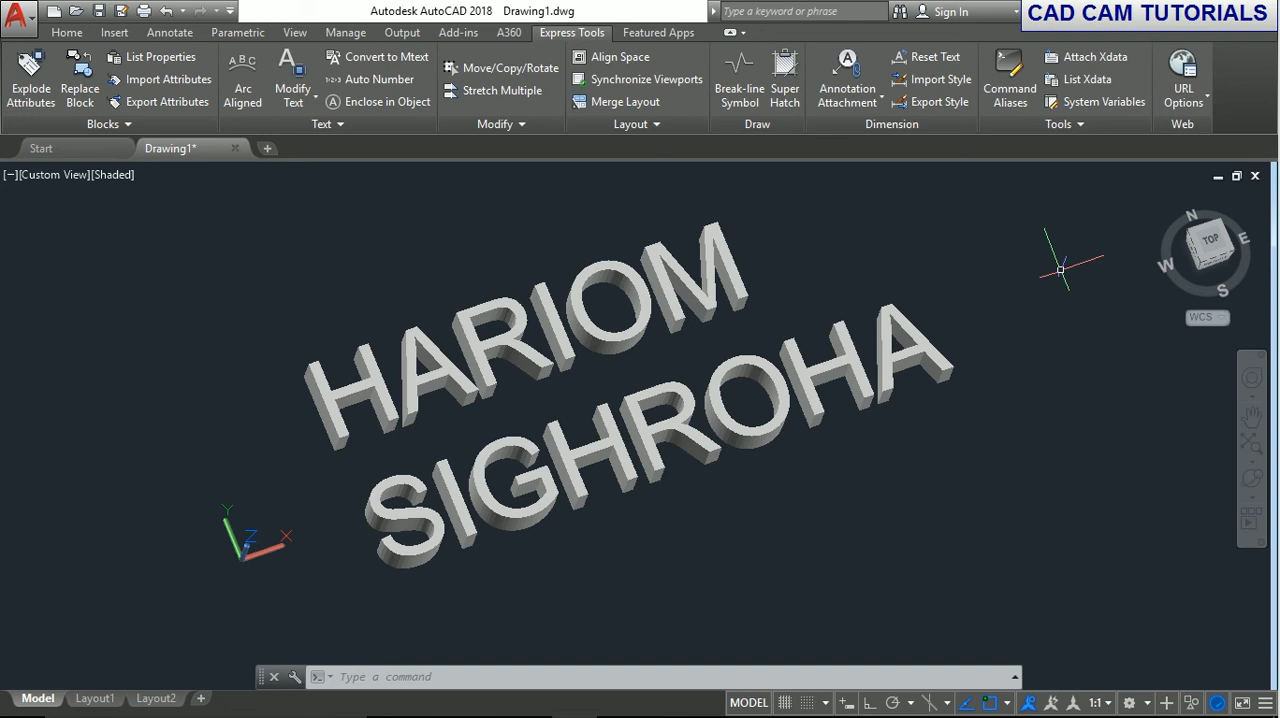 Autodesk AutoCAD 2018 Drawing1.dwg
Type a keyword or phrase
Sign In
CAD CAM TUTORIALS
Home Insert Annotate Parametric View Manage Output Add-ins A360 Express Tools Featured Apps
Explode Attributes
Replace Block
List Properties
Import Attributes
Export Attributes
Blocks
Arc Aligned
Modify Text
Convert to Mtext
Auto Number
Enclose in Object
Text
Move/Copy/Rotate
Stretch Multiple
Modify
Align Space
Synchronize Viewports
Merge Layout
Layout
Break-line Symbol
Super Hatch
Draw
Annotation Attachment
Reset Text
Import Style
Export Style
Dimension
Command Aliases
Attach Xdata
List Xdata
System Variables
Tools
URL Options
Web
Start
Drawing1*
[−][Custom View][Shaded]
N
E
TOP
W
S
WCS
HARIOM
SIGHROHA
Y
Z
X
Type a command
Model Layout1 Layout2
MODEL
1:1